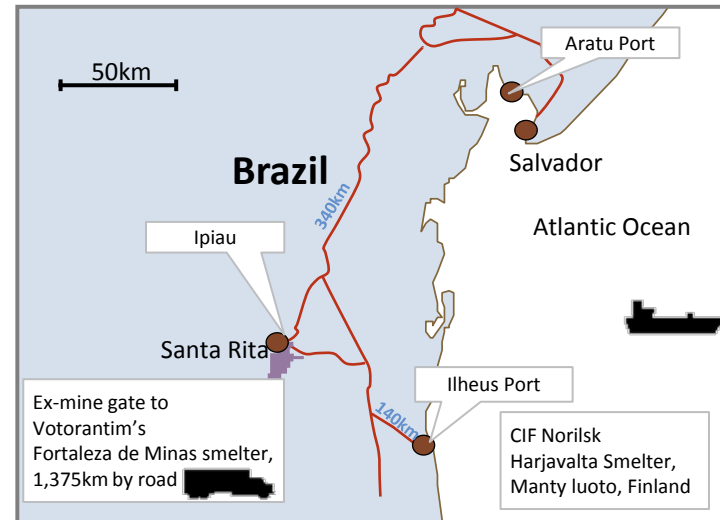 50km
Aratu Port
Brazil
Salvador
340km
Atlantic Ocean
Ipiau
Santa Rita
Ilheus Port
140km
Ex-mine gate to
Votorantim's
Fortaleza de Minas smelter,
1,375km by road
CIF Norilsk
Harjavalta Smelter,
Manty luoto, Finland